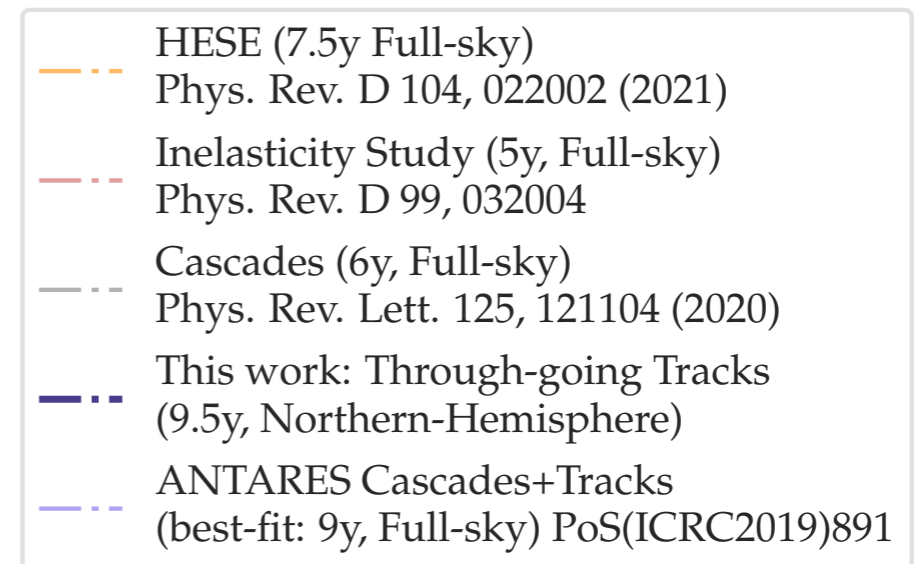 HESE (7.5y Full-sky)
Phys. Rev. D 104, 022002 (2021)
Inelasticity Study (5y, Full-sky)
Phys. Rev. D 99, 032004
Cascades (6y, Full-sky)
Phys. Rev. Lett. 125, 121104 (2020)
This work: Through-going Tracks
(9.5y, Northern-Hemisphere)
ANTARES Cascades+Tracks
(best-fit: 9y, Full-sky) PoS(ICRC2019)891